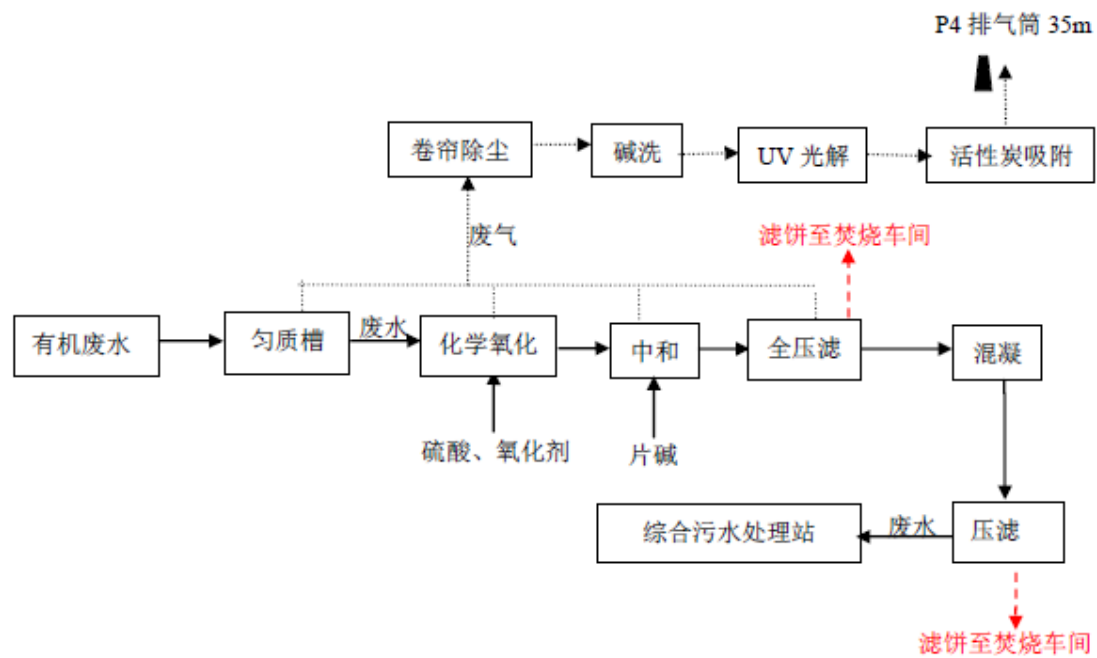 P4 排气筒 35m
卷帘除尘
碱洗
UV 光解
活性炭吸附
废气
滤饼至焚烧车间
有机废水
匀质槽
废水
化学氧化
中和
全压滤
混凝
硫酸、氧化剂
片碱
综合污水处理站
废水
压滤
滤饼至焚烧车间